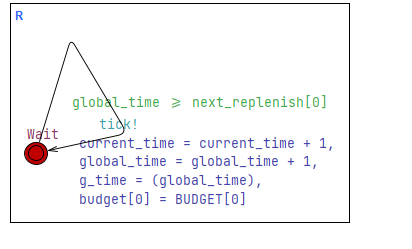 R
global_time ≥ next_replenish[0]
tick!
Wait
current_time = current_time + 1,
global_time = global_time + 1,
g_time = (global_time),
budget[0] = BUDGET[0]